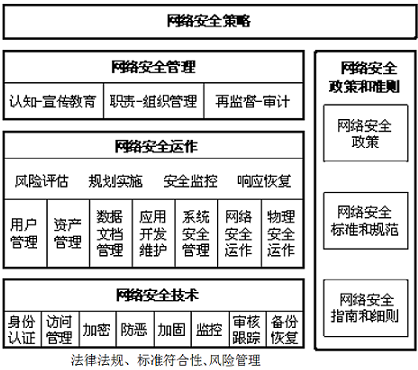 网络安全策略
网络安全管理
认知-宣传教育 职责-组织管理 再监督-审计
网络安全运作
风险评估 规划实施 安全监控 响应恢复
用户
管理
资产
管理
数据
文档
管理
应用
开发
维护
系统
安全
管理
网络
安全
运作
物理
安全
运作
网络安全技术
身份
认证
访问
管理
加密
防恶
加固
监控
审核
跟踪
备份
恢复
网络安全
政策和准则
网络安全
政策
网络安全
标准和规范
网络安全
指南和细则
法律法规、标准符合性、风险管理